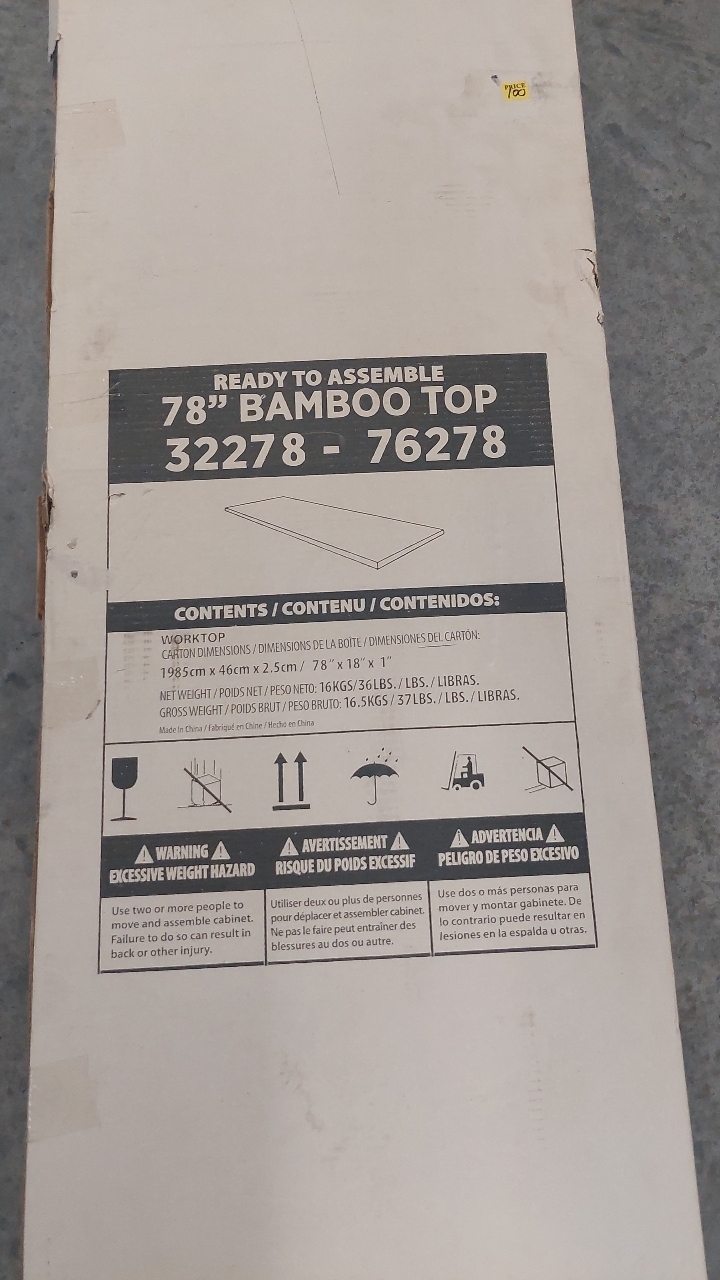 PRICE
100
READY TO ASSEMBLE
78” BAMBOO TOP
32278 - 76278
CONTENTS / CONTENU / CONTENIDOS:
WORKTOP
CARTON DIMENSIONS / DIMENSIONS DE LA BOÎTE / DIMENSIONES DEL CARTÓN:
1985cm x 46cm x 2.5cm / 78” x 18” x 1”
NET WEIGHT / POIDS NET / PESO NETO: 16KGS/36LBS. / LBS. / LIBRAS.
GROSS WEIGHT / POIDS BRUT / PESO BRUTO: 16.5KGS / 37LBS. / LBS. / LIBRAS.
Made in China / Fabriqué en Chine / Hecho en China
WARNING
EXCESSIVE WEIGHT HAZARD
Use two or more people to
move and assemble cabinet.
Failure to do so can result in
back or other injury.
AVERTISSEMENT
RISQUE DU POIDS EXCESSIF
Utiliser deux ou plus de personnes
pour déplacer et assembler cabinet.
Ne pas le faire peut entraîner des
blessures au dos ou autre.
ADVERTENCIA
PELIGRO DE PESO EXCESIVO
Use dos o más personas para
mover y montar gabinete. De
lo contrario puede resultar en
lesiones en la espalda u otras.